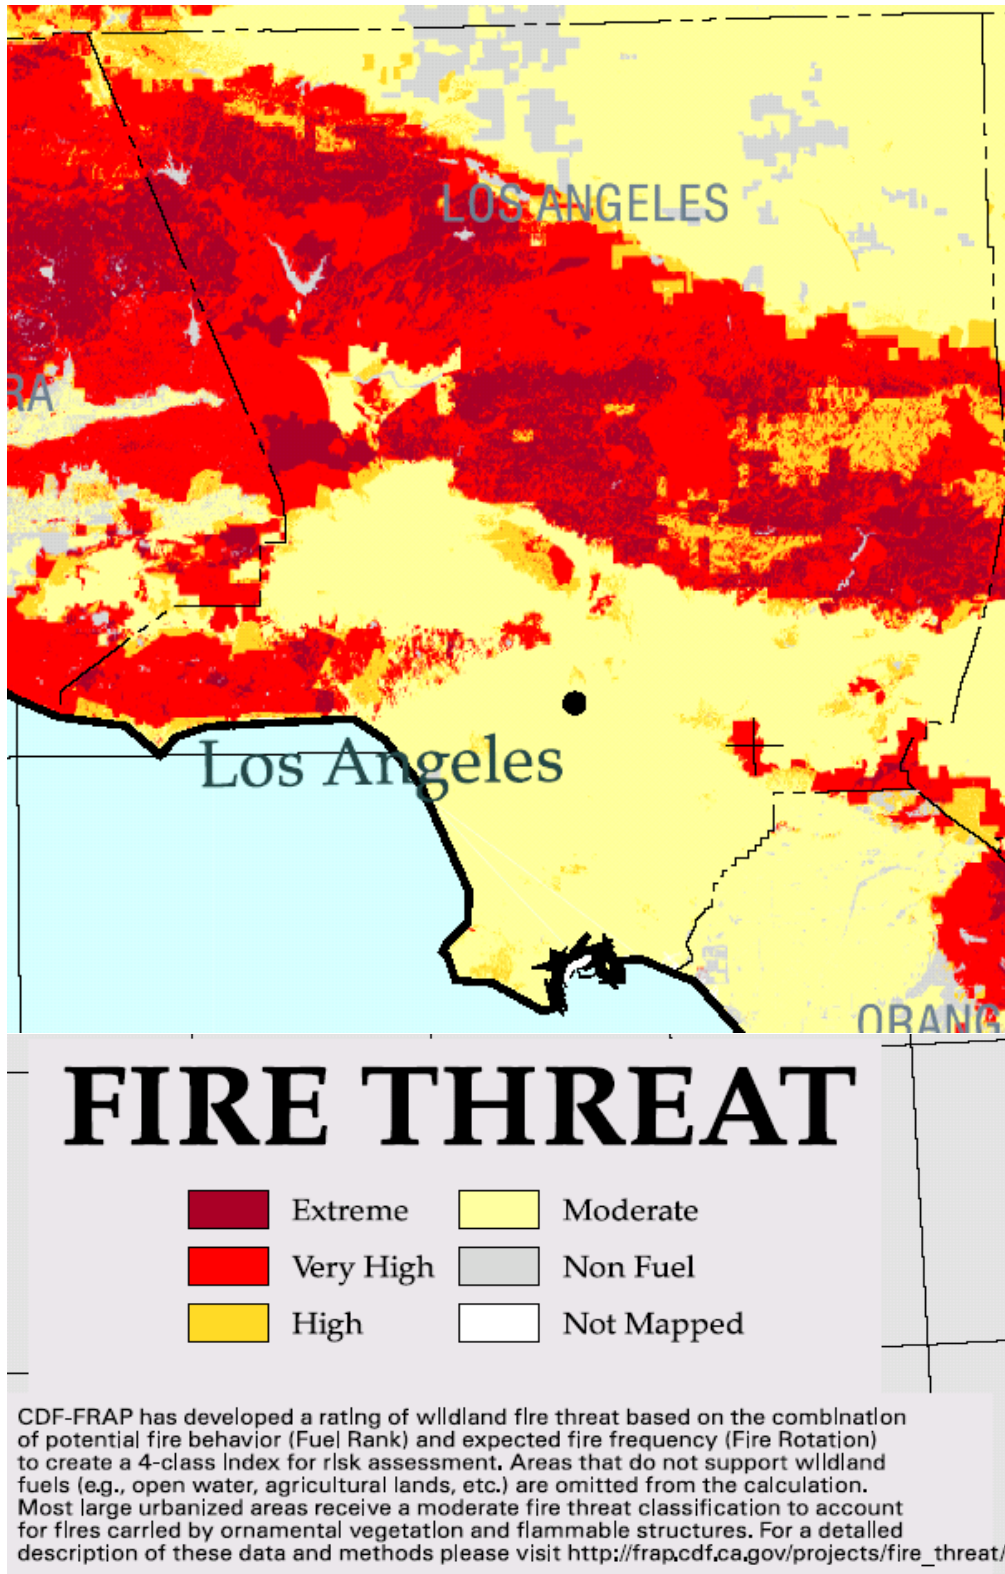 LOS ANGELES
RA
Los Angeles
ORANG
FIRE THREAT
Extreme
Moderate
Very High
Non Fuel
High
Not Mapped
CDF-FRAP has developed a rating of wildland fire threat based on the combination
of potential fire behavior (Fuel Rank) and expected fire frequency (Fire Rotation)
to create a 4-class index for risk assessment. Areas that do not support wildland
fuels (e.g., open water, agricultural lands, etc.) are omitted from the calculation.
Most large urbanized areas receive a moderate fire threat classification to account
for fires carried by ornamental vegetation and flammable structures. For a detailed
description of these data and methods please visit http://frap.cdf.ca.gov/projects/fire_threat/